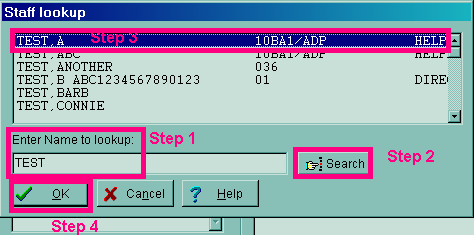 Staff lookup
TEST,A Step 3 10BA1/ADP HELP
TEST,ABC 10BA1/ADP HELP
TEST,ANOTHER 036
TEST,B ABC1234567890123 01 DIREC
TEST,BARB
TEST,CONNIE
Enter Name to lookup: Step 1
TEST Search Step 2
OK Cancel Help
Step 4